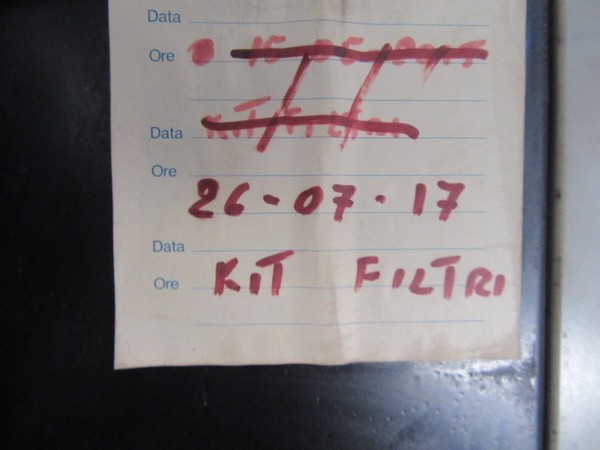 Data
Ore
Data
Ore
26-07-17
Data
Ore KIT FILTRI